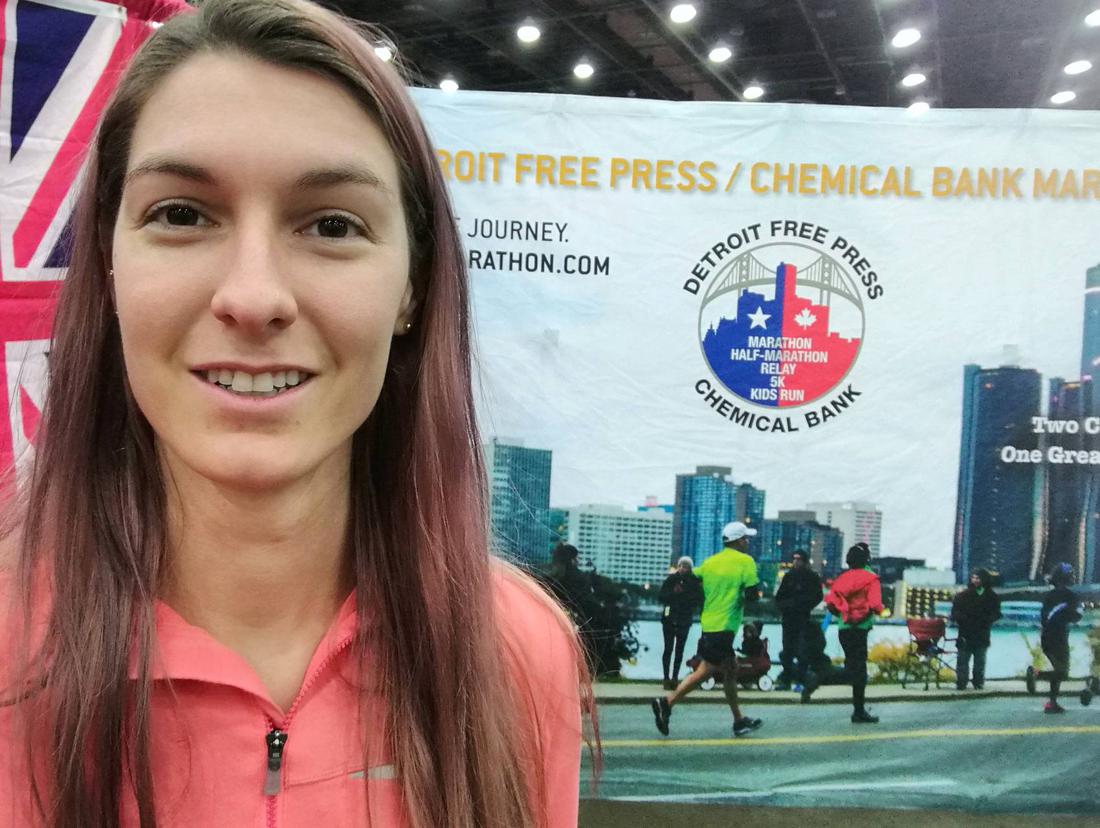 ROIT FREE PRESS / CHEMICAL BANK MAR
JOURNEY.
RATHON.COM
DETROIT FREE PRESS
MARATHON
HALF-MARATHON
RELAY
5K
KIDS RUN
CHEMICAL BANK
Two C
One Grea